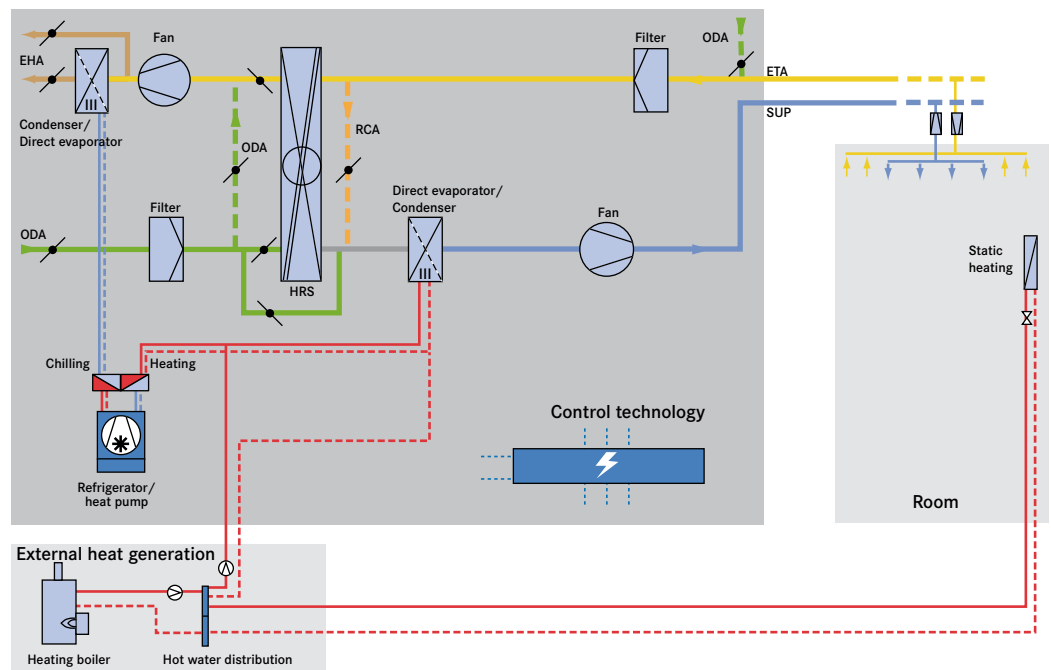 Fan
Filter
ODA
EHA
ETA
SUP
Condenser/
Direct evaporator
ODA
RCA
Direct evaporator/
Condenser
Filter
Fan
ODA
HRS
Static
heating
Chilling
Heating
Control technology
Refrigerator/
heat pump
Room
External heat generation
Heating boiler
Hot water distribution